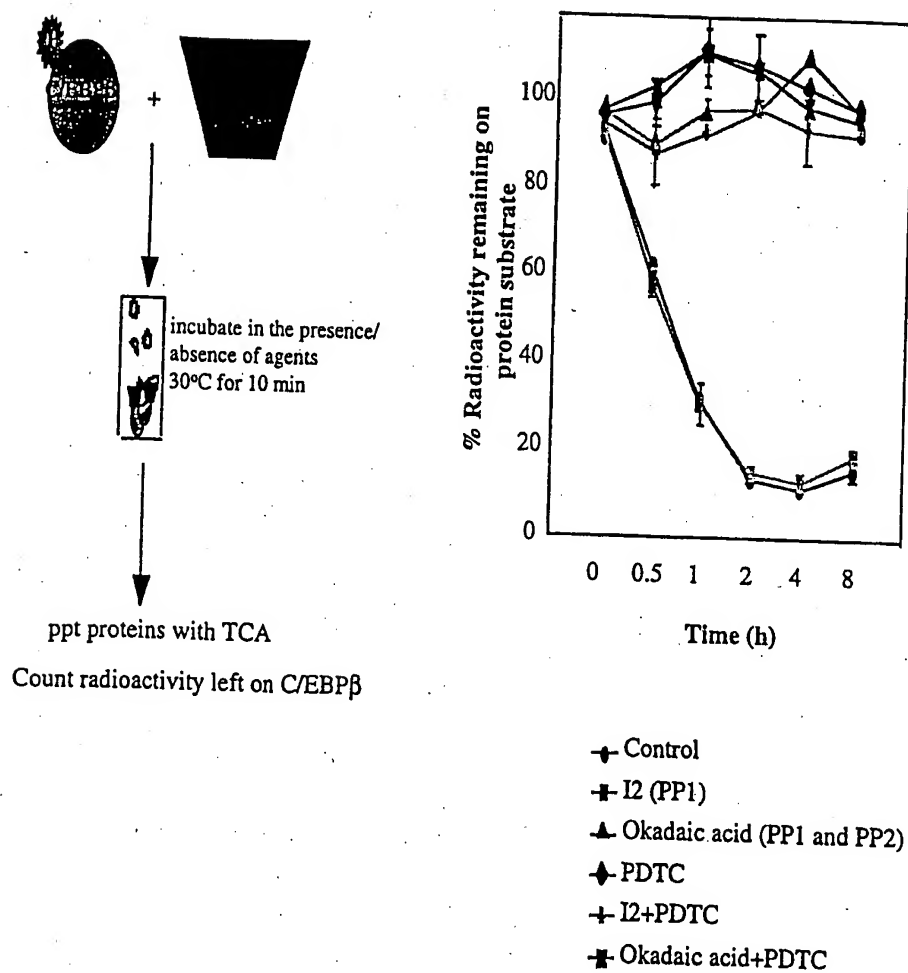 C/EBPβ
+
incubate in the presence/
absence of agents
30ºC for 10 min
ppt proteins with TCA
Count radioactivity left on C/EBPβ
% Radioactivity remaining on
protein substrate
100
80
60
40
20
0
0 0.5 1 2 4 8
Time (h)
Control
I2 (PP1)
Okadaic acid (PP1 and PP2)
PDTC
I2+PDTC
Okadaic acid+PDTC